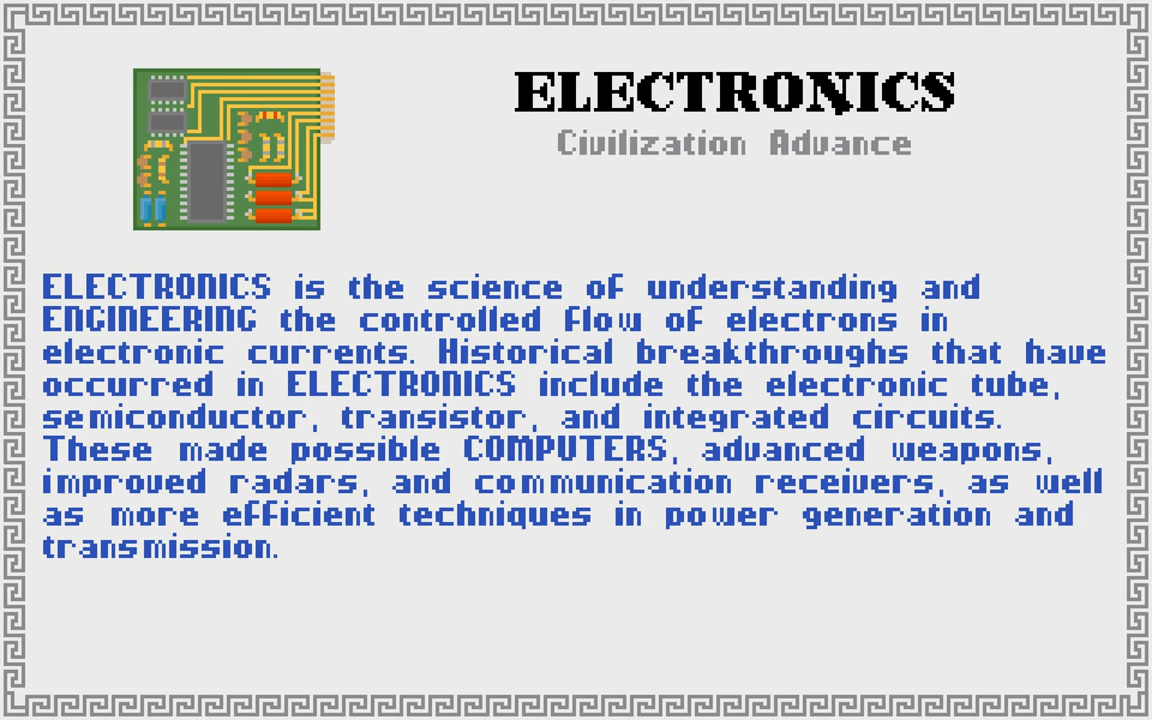 ELECTRONICS
Civilization Advance
ELECTRONICS is the science of understanding and
ENGINEERING the controlled flow of electrons in
electronic currents. Historical breakthroughs that have
occurred in ELECTRONICS include the electronic tube,
semiconductor, transistor, and integrated circuits.
These made possible COMPUTERS, advanced weapons,
improved radars, and communication receivers, as well
as more efficient techniques in power generation and
transmission.